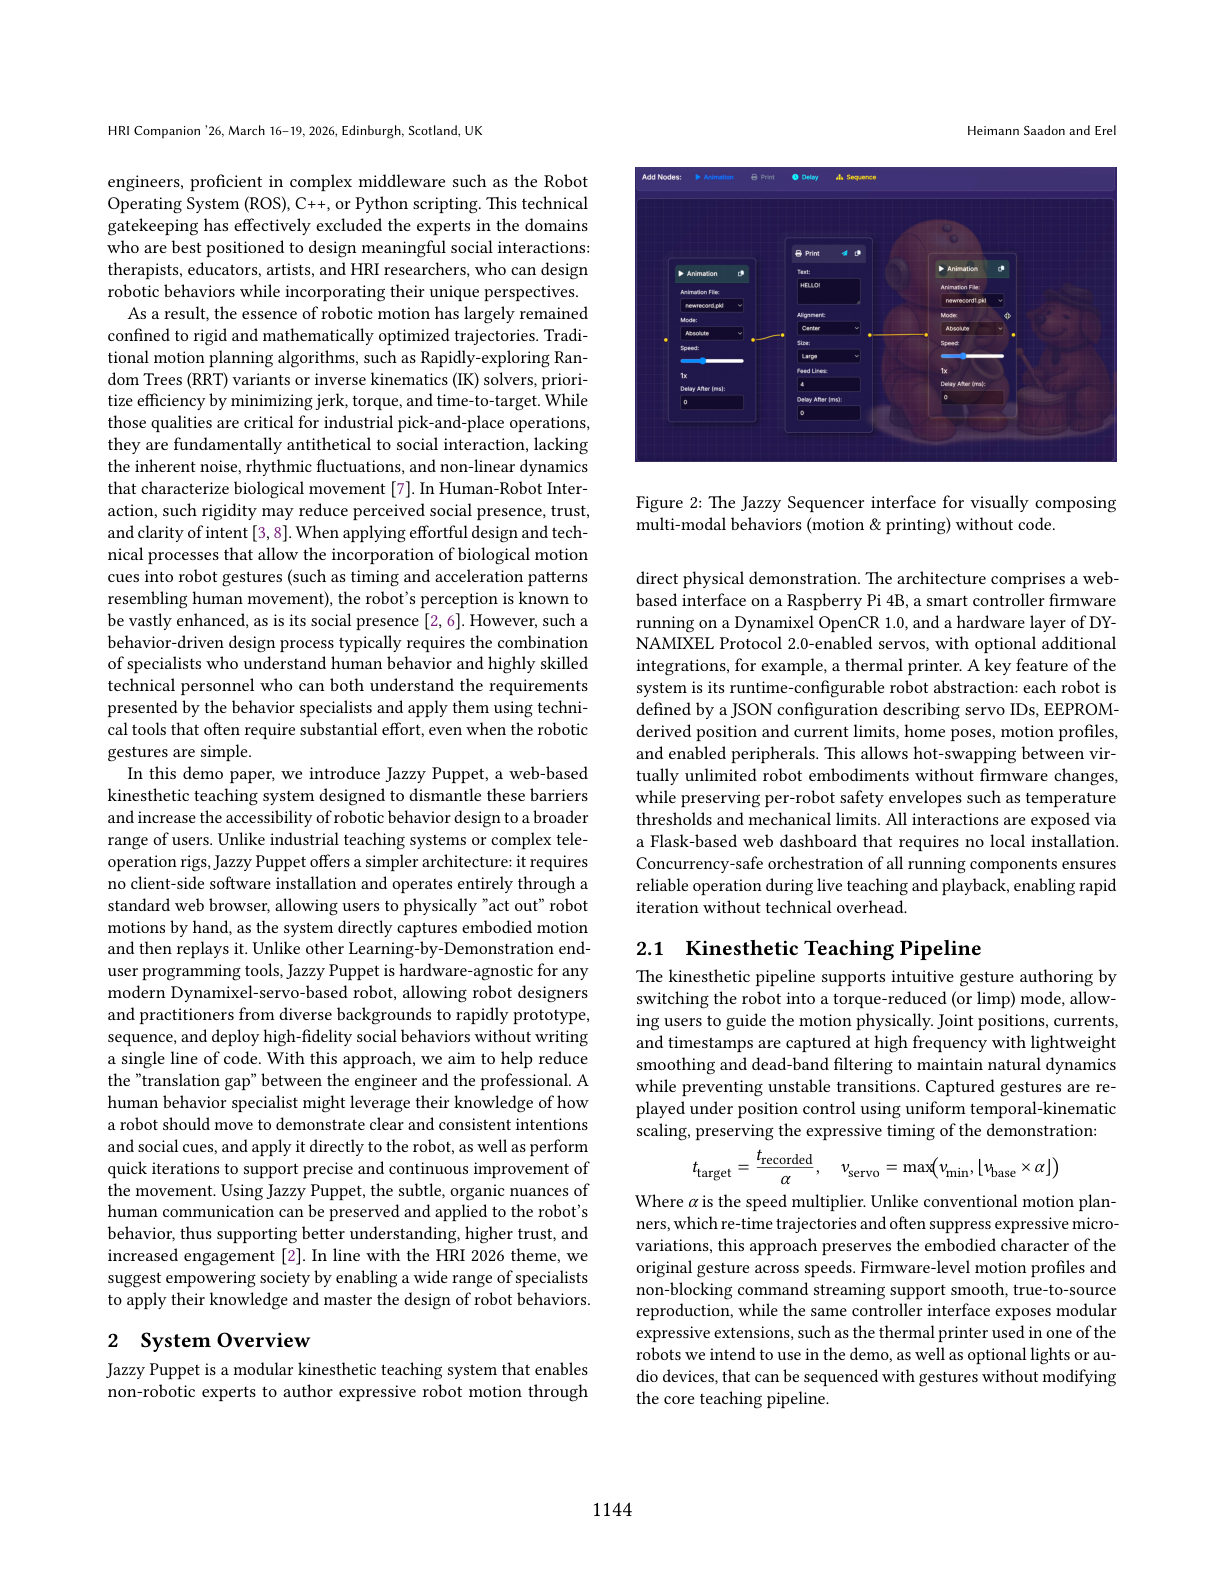 HRI Companion ’26, March 16–19, 2026, Edinburgh, Scotland, UK
Heimann Saadon and Erel
engineers, proficient in complex middleware such as the Robot
Operating System (ROS), C++, or Python scripting. This technical
gatekeeping has effectively excluded the experts in the domains
who are best positioned to design meaningful social interactions:
therapists, educators, artists, and HRI researchers, who can design
robotic behaviors while incorporating their unique perspectives.
As a result, the essence of robotic motion has largely remained
confined to rigid and mathematically optimized trajectories. Tradi-
tional motion planning algorithms, such as Rapidly-exploring Ran-
dom Trees (RRT) variants or inverse kinematics (IK) solvers, priori-
tize efficiency by minimizing jerk, torque, and time-to-target. While
those qualities are critical for industrial pick-and-place operations,
they are fundamentally antithetical to social interaction, lacking
the inherent noise, rhythmic fluctuations, and non-linear dynamics
that characterize biological movement [7]. In Human-Robot Inter-
action, such rigidity may reduce perceived social presence, trust,
and clarity of intent [3, 8]. When applying effortful design and tech-
nical processes that allow the incorporation of biological motion
cues into robot gestures (such as timing and acceleration patterns
resembling human movement), the robot’s perception is known to
be vastly enhanced, as is its social presence [2, 6]. However, such a
behavior-driven design process typically requires the combination
of specialists who understand human behavior and highly skilled
technical personnel who can both understand the requirements
presented by the behavior specialists and apply them using techni-
cal tools that often require substantial effort, even when the robotic
gestures are simple.
In this demo paper, we introduce Jazzy Puppet, a web-based
kinesthetic teaching system designed to dismantle these barriers
and increase the accessibility of robotic behavior design to a broader
range of users. Unlike industrial teaching systems or complex tele-
operation rigs, Jazzy Puppet offers a simpler architecture: it requires
no client-side software installation and operates entirely through a
standard web browser, allowing users to physically ”act out” robot
motions by hand, as the system directly captures embodied motion
and then replays it. Unlike other Learning-by-Demonstration end-
user programming tools, Jazzy Puppet is hardware-agnostic for any
modern Dynamixel-servo-based robot, allowing robot designers
and practitioners from diverse backgrounds to rapidly prototype,
sequence, and deploy high-fidelity social behaviors without writing
a single line of code. With this approach, we aim to help reduce
the ”translation gap” between the engineer and the professional. A
human behavior specialist might leverage their knowledge of how
a robot should move to demonstrate clear and consistent intentions
and social cues, and apply it directly to the robot, as well as perform
quick iterations to support precise and continuous improvement of
the movement. Using Jazzy Puppet, the subtle, organic nuances of
human communication can be preserved and applied to the robot’s
behavior, thus supporting better understanding, higher trust, and
increased engagement [2]. In line with the HRI 2026 theme, we
suggest empowering society by enabling a wide range of specialists
to apply their knowledge and master the design of robot behaviors.
2 System Overview
Jazzy Puppet is a modular kinesthetic teaching system that enables
non-robotic experts to author expressive robot motion through
Add Nodes: Animation Print Delay Sequence
Animation
Animation File:
newrecord.pkl
Mode:
Absolute
Speed:
1x
Delay After (ms):
0
Print
Text:
HELLO!
Alignment:
Center
Size:
Large
Feed Lines:
4
Delay After (ms):
0
Animation
Animation File:
newrecord1.pkl
Mode:
Absolute
Speed:
1x
Delay After (ms):
0
Figure 2: The Jazzy Sequencer interface for visually composing
multi-modal behaviors (motion & printing) without code.
direct physical demonstration. The architecture comprises a web-
based interface on a Raspberry Pi 4B, a smart controller firmware
running on a Dynamixel OpenCR 1.0, and a hardware layer of DY-
NAMIXEL Protocol 2.0-enabled servos, with optional additional
integrations, for example, a thermal printer. A key feature of the
system is its runtime-configurable robot abstraction: each robot is
defined by a JSON configuration describing servo IDs, EEPROM-
derived position and current limits, home poses, motion profiles,
and enabled peripherals. This allows hot-swapping between vir-
tually unlimited robot embodiments without firmware changes,
while preserving per-robot safety envelopes such as temperature
thresholds and mechanical limits. All interactions are exposed via
a Flask-based web dashboard that requires no local installation.
Concurrency-safe orchestration of all running components ensures
reliable operation during live teaching and playback, enabling rapid
iteration without technical overhead.
2.1 Kinesthetic Teaching Pipeline
The kinesthetic pipeline supports intuitive gesture authoring by
switching the robot into a torque-reduced (or limp) mode, allow-
ing users to guide the motion physically. Joint positions, currents,
and timestamps are captured at high frequency with lightweight
smoothing and dead-band filtering to maintain natural dynamics
while preventing unstable transitions. Captured gestures are re-
played under position control using uniform temporal-kinematic
scaling, preserving the expressive timing of the demonstration:
t_target = t_recorded / α, v_servo = max(v_min, ⌊v_base × α⌋)
Where α is the speed multiplier. Unlike conventional motion plan-
ners, which re-time trajectories and often suppress expressive micro-
variations, this approach preserves the embodied character of the
original gesture across speeds. Firmware-level motion profiles and
non-blocking command streaming support smooth, true-to-source
reproduction, while the same controller interface exposes modular
expressive extensions, such as the thermal printer used in one of the
robots we intend to use in the demo, as well as optional lights or au-
dio devices, that can be sequenced with gestures without modifying
the core teaching pipeline.
1144